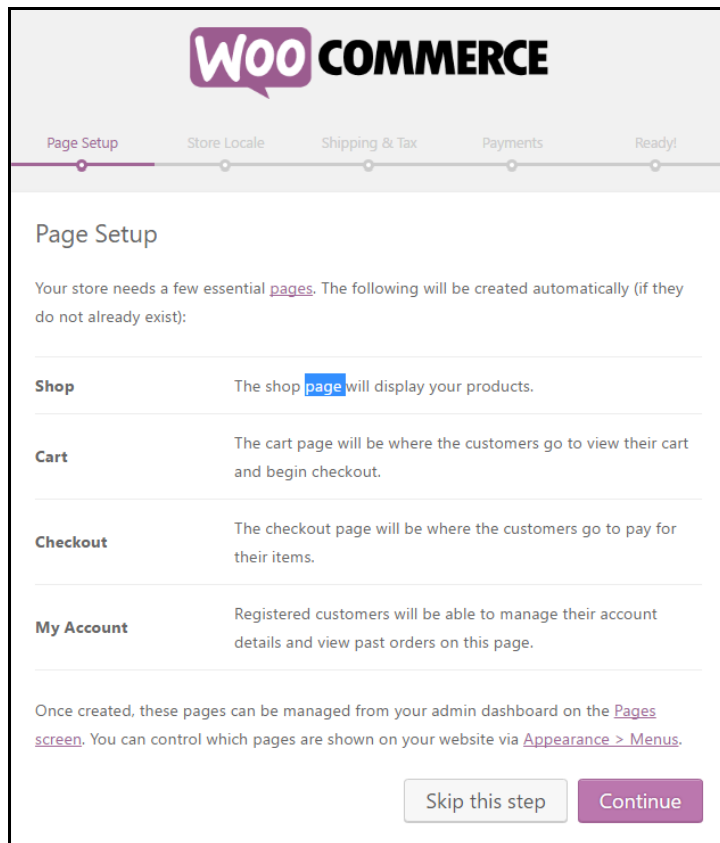 WOO COMMERCE
Page Setup Store Locale Shipping & Tax Payments Ready!
Page Setup
Your store needs a few essential pages. The following will be created automatically (if they
do not already exist):
Shop The shop page will display your products.
Cart The cart page will be where the customers go to view their cart
and begin checkout.
Checkout The checkout page will be where the customers go to pay for
their items.
My Account Registered customers will be able to manage their account
details and view past orders on this page.
Once created, these pages can be managed from your admin dashboard on the Pages
screen. You can control which pages are shown on your website via Appearance > Menus.
Skip this step Continue